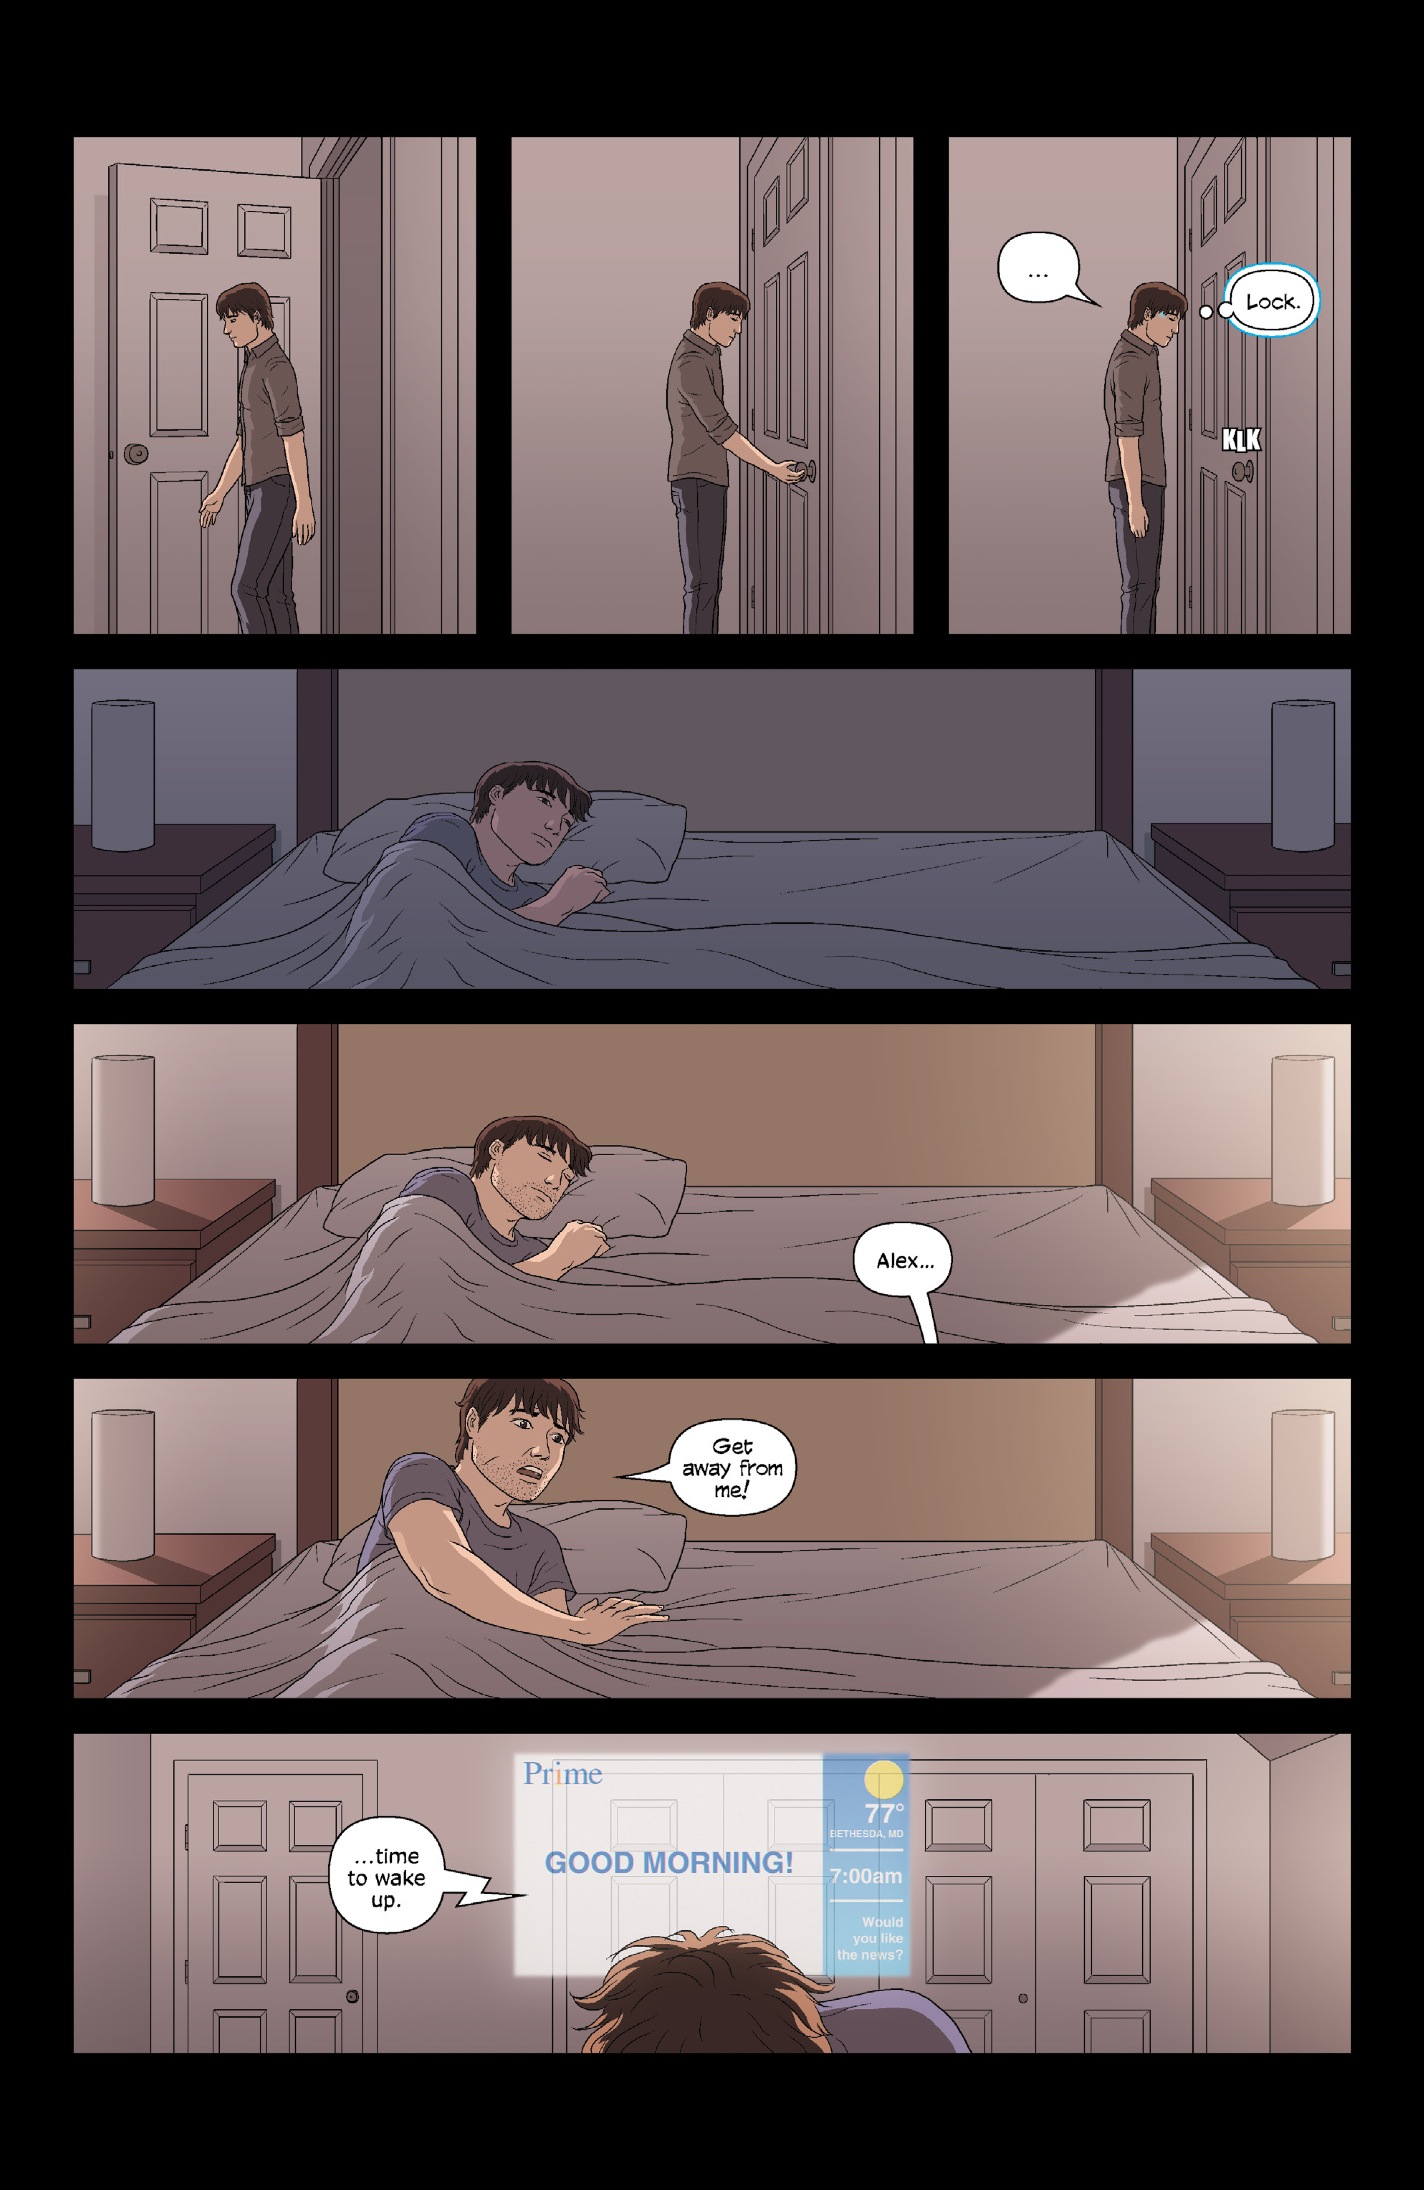 ...
Lock.
KLK
Alex...
Get
away from
me!
...time
to wake
up.
Prime
GOOD MORNING!
77°
BETHESDA, MD
7:00am
Would
you like
the news?